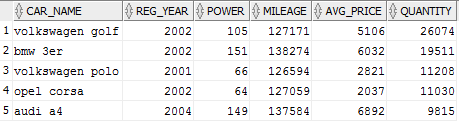 CAR_NAME REG_YEAR POWER MILEAGE AVG_PRICE QUANTITY
1 volkswagen golf 2002 105 127171 5106 26074
2 bmw 3er 2002 151 138274 6032 19511
3 volkswagen polo 2001 66 126594 2821 11208
4 opel corsa 2002 64 127059 2037 11030
5 audi a4 2004 149 137584 6892 9815